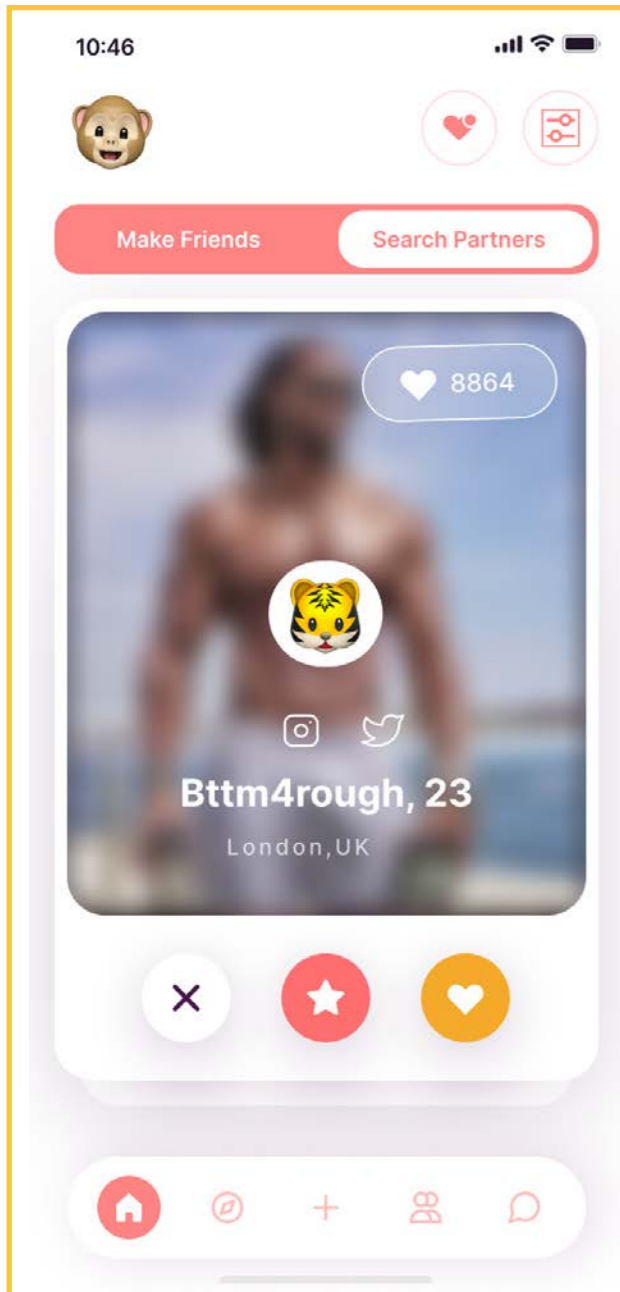 10:46
Make Friends
Search Partners
8864
Bttm4rough, 23
London,UK